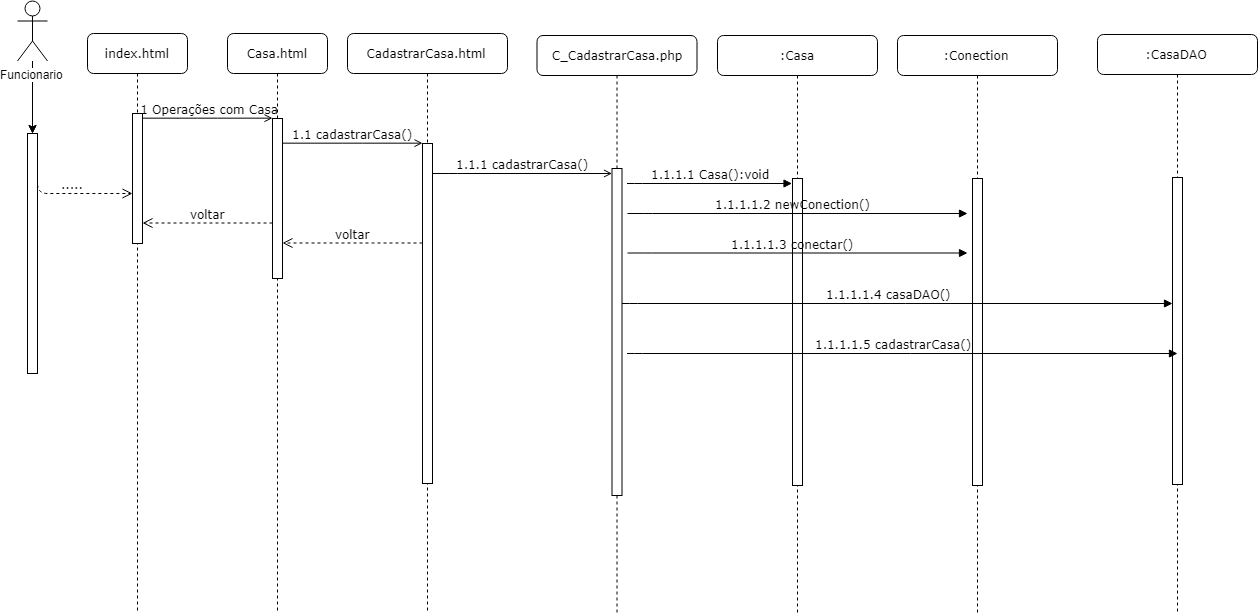 Funcionario
index.html
Casa.html
CadastrarCasa.html
C_CadastrarCasa.php
:Casa
:Conection
:CasaDAO
1 Operações com Casa
1.1 cadastrarCasa()
1.1.1 cadastrarCasa()
1.1.1.1 Casa():void
.....
1.1.1.1.2 newConection()
voltar
voltar
1.1.1.1.3 conectar()
1.1.1.1.4 casaDAO()
1.1.1.1.5 cadastrarCasa()